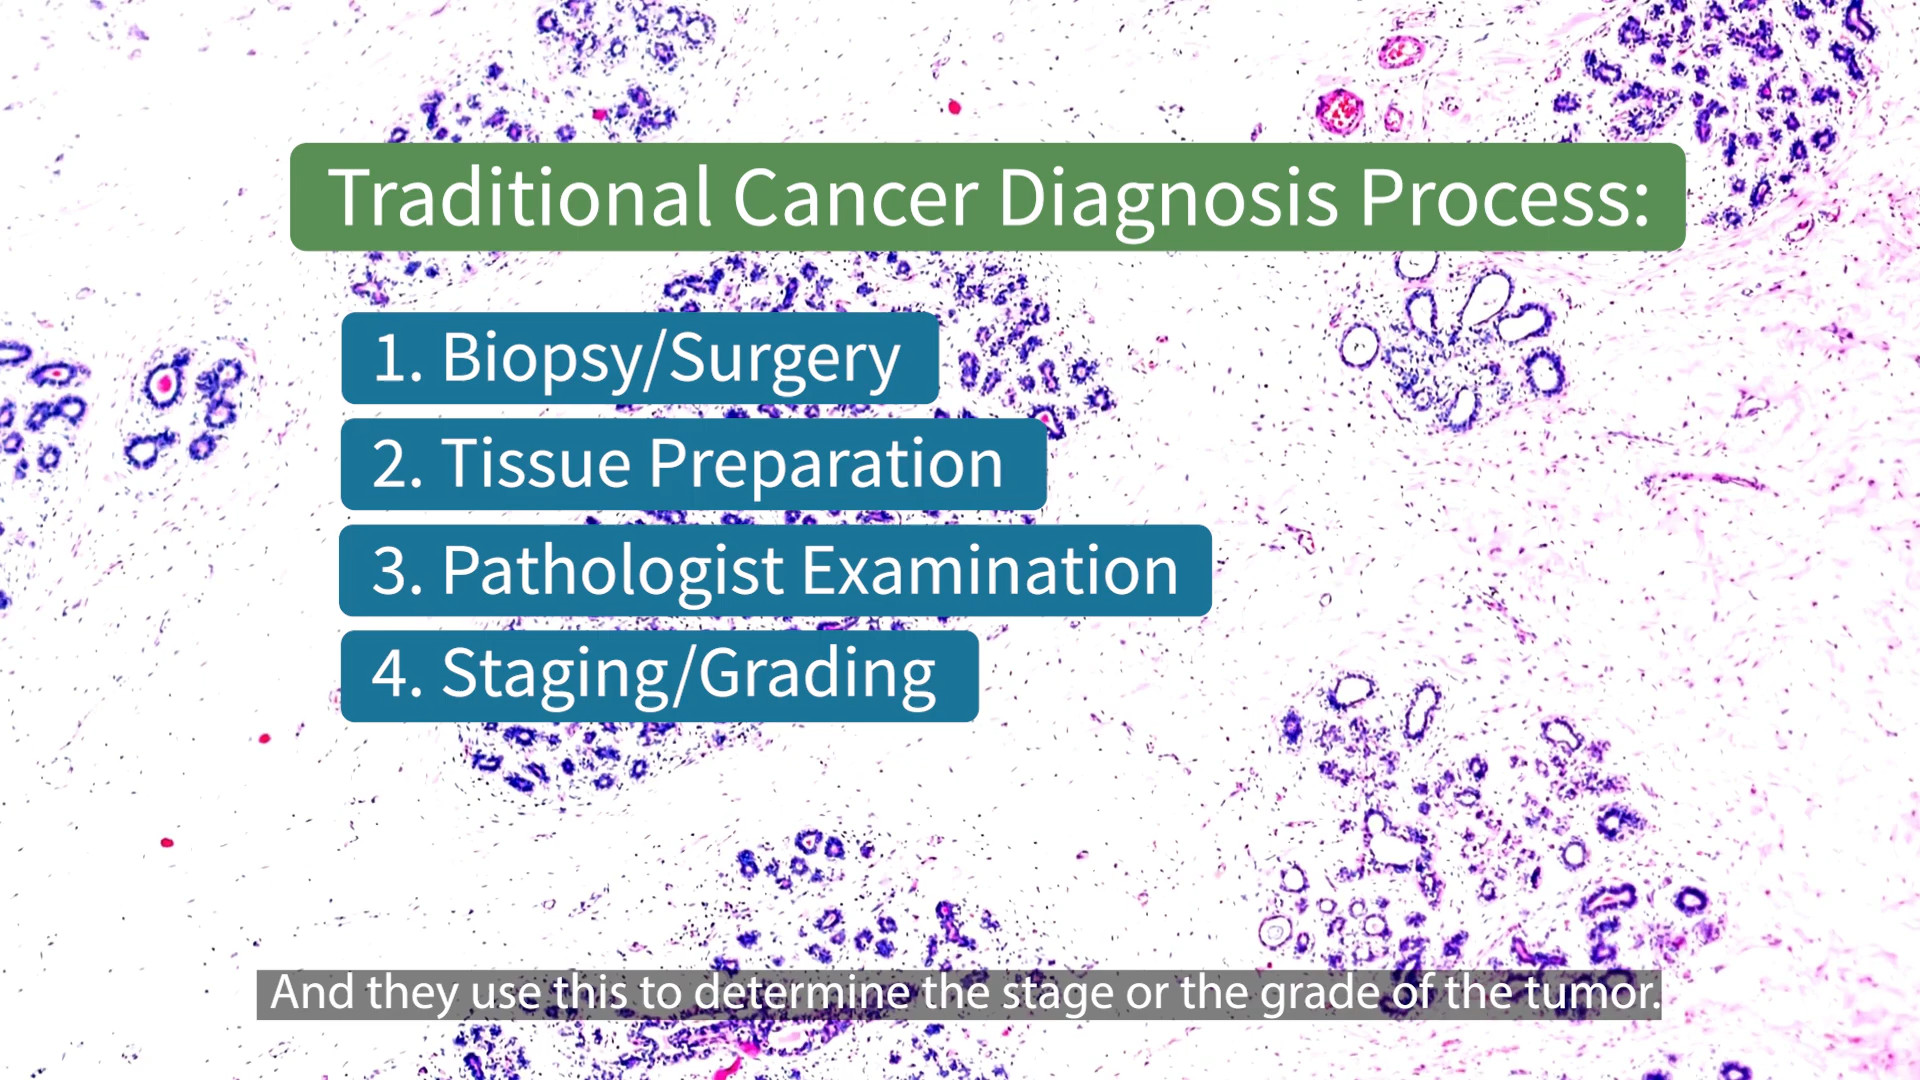 Traditional Cancer Diagnosis Process:
1. Biopsy/Surgery
2. Tissue Preparation
3. Pathologist Examination
4. Staging/Grading
And they use this to determine the stage or the grade of the tumor.